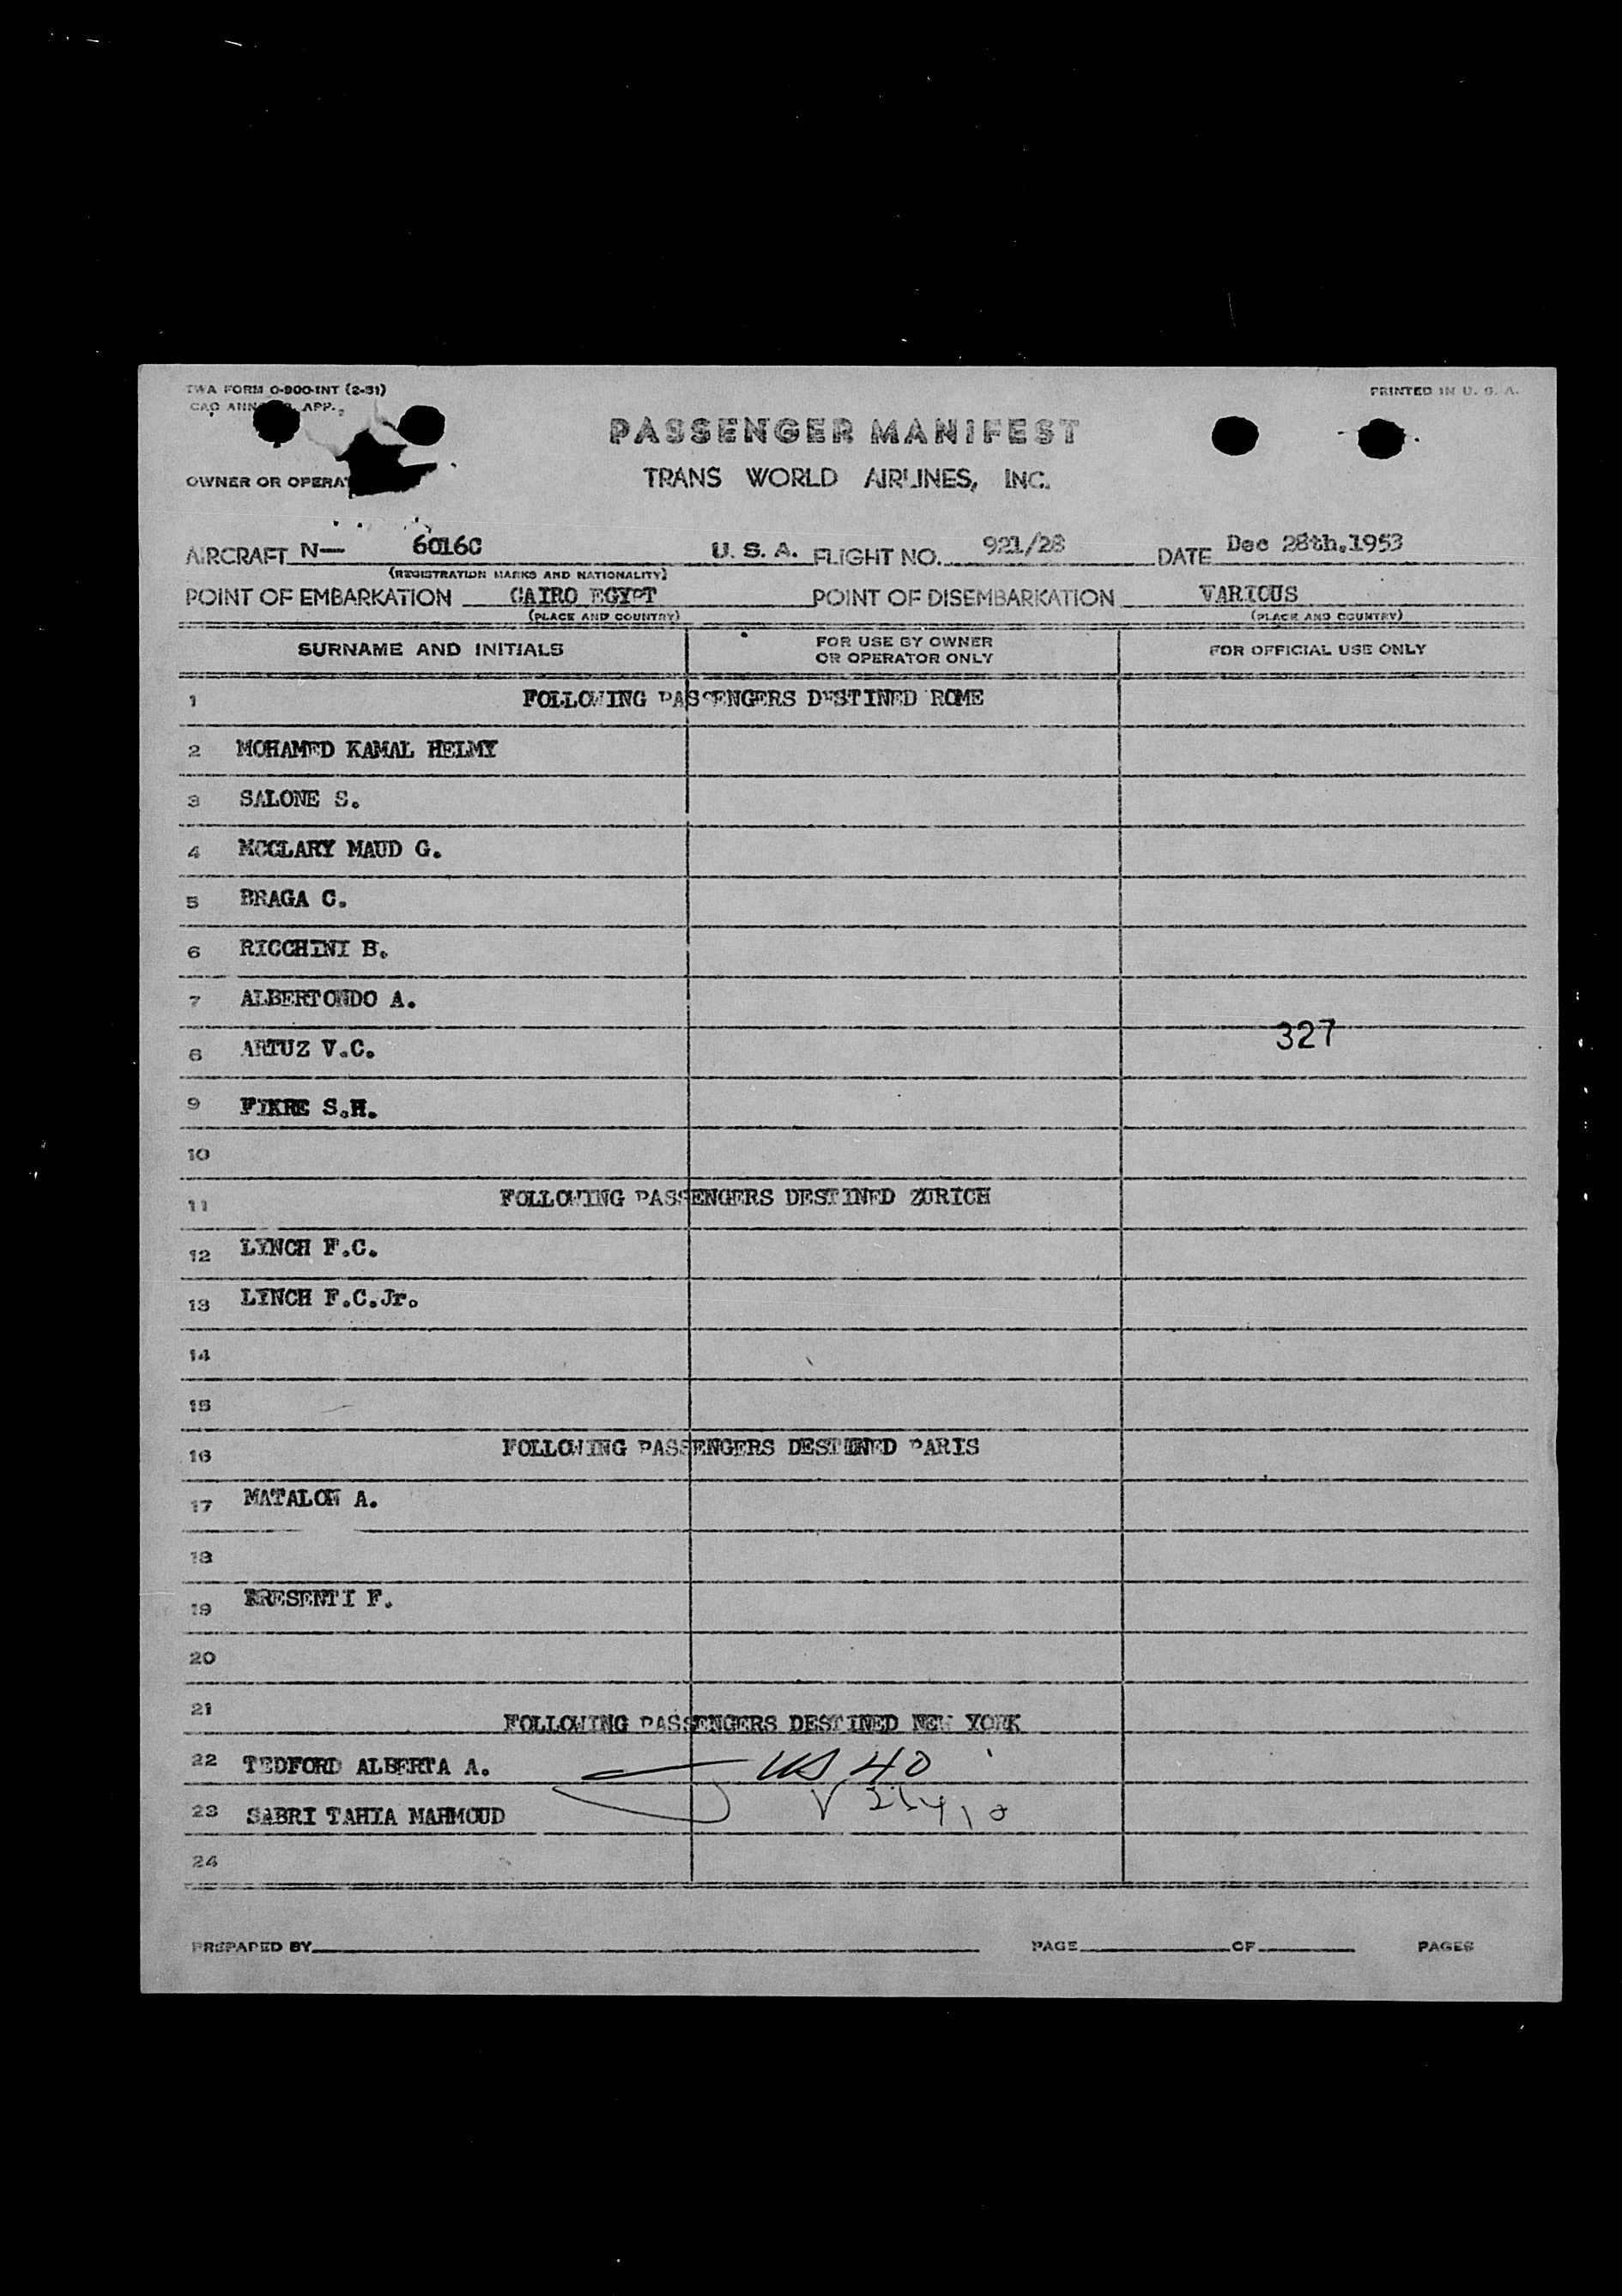 TWA FORM O-900-INT (2-51)
PRINTED IN U. S. A.
PASSENGER MANIFEST
OWNER OR OPERAT
TRANS WORLD AIRLINES, INC.
AIRCRAFT N— 6016C U. S. A. FLIGHT NO. 921/28 DATE Dec 28th.1953
(REGISTRATION MARKS AND NATIONALITY)
POINT OF EMBARKATION CAIRO EGYPT POINT OF DISEMBARKATION VARIOUS
(PLACE AND COUNTRY) (PLACE AND COUNTRY)
SURNAME AND INITIALS FOR USE BY OWNER OR OPERATOR ONLY FOR OFFICIAL USE ONLY
1 FOLLOWING PASSENGERS DESTINED ROME
2 MOHAMED KAMAL HELMY
3 SALONE S.
4 MCCLARY MAUD G.
5 BRAGA C.
6 RICCHINI B.
7 ALBERTONDO A.
327
8 ARTUZ V.C.
9 FIKRE S.H.
10
11 FOLLOWING PASSENGERS DESTINED ZURICH
12 LYNCH F.C.
13 LYNCH F.C.Jr.
14
15
16 FOLLOWING PASSENGERS DESTINED PARIS
17 MATALON A.
18
19 PRESENTI F.
20
21 FOLLOWING PASSENGERS DESTINED NEW YORK
22 TEDFORD ALBERTA A. US 40
23 SABRI TAHIA MAHMOUD
24
PREPARED BY PAGE OF PAGES